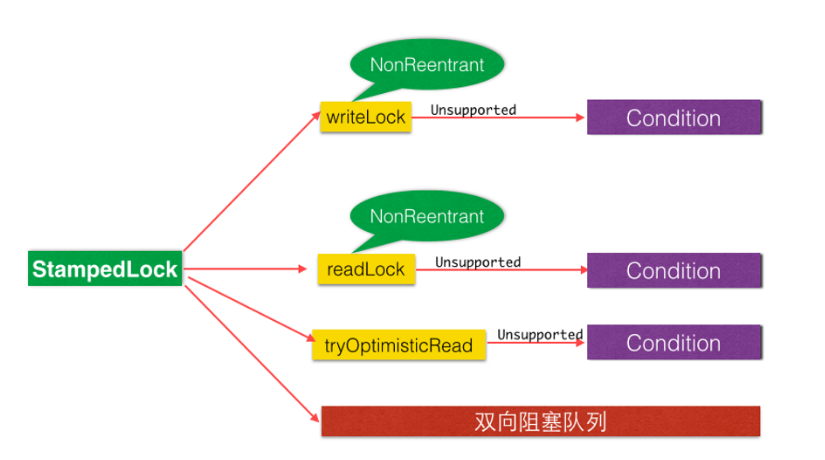 NonReentrant
writeLock
Unsupported
Condition
NonReentrant
StampedLock
readLock
Unsupported
Condition
tryOptimisticRead
Unsupported
Condition
双向阻塞队列